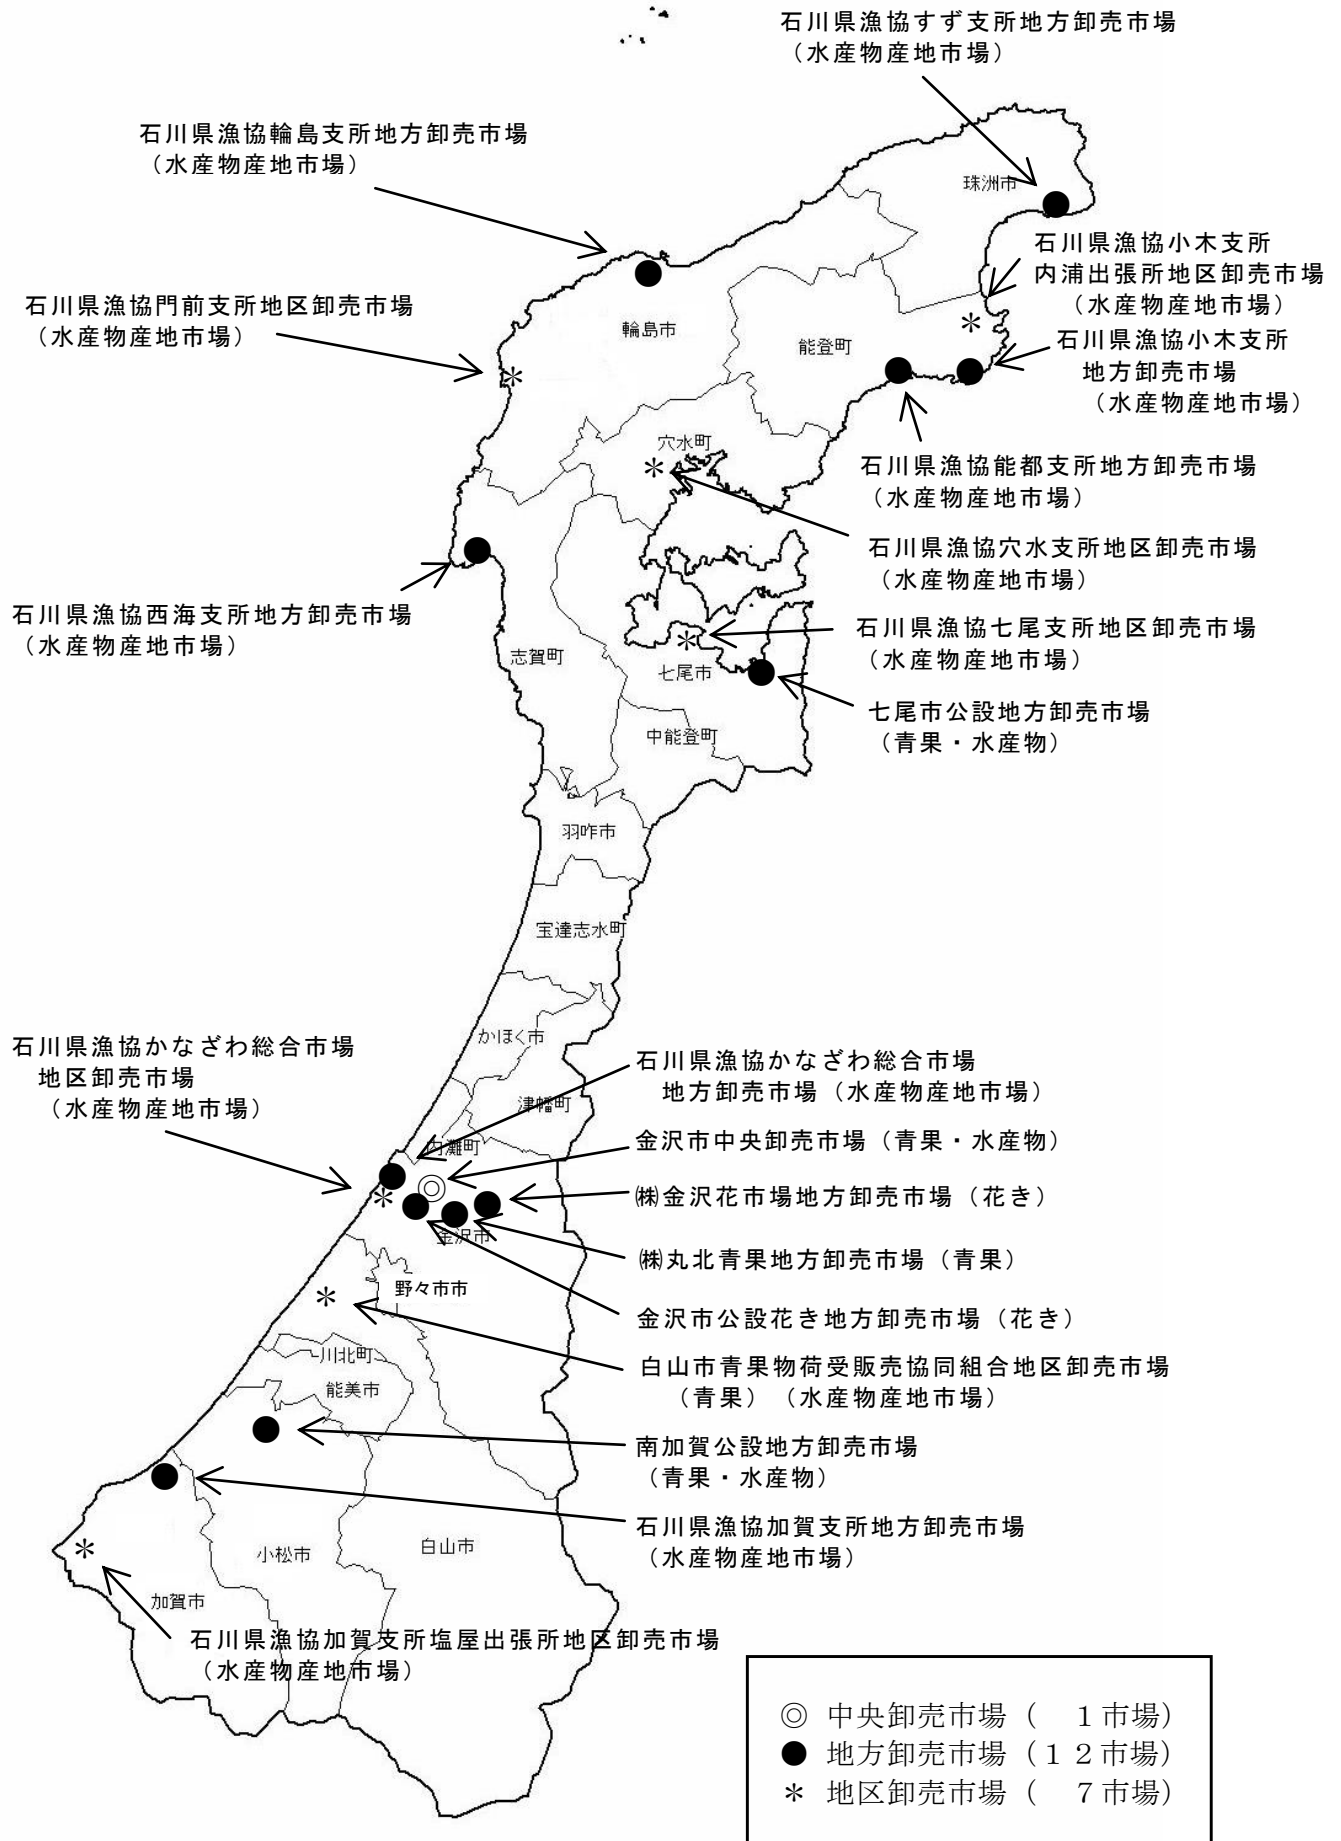 石川県漁協すず支所地方卸売市場
（水産物産地市場）
石川県漁協輪島支所地方卸売市場
（水産物産地市場）
珠洲市
石川県漁協小木支所
内浦出張所地区卸売市場
（水産物産地市場）
石川県漁協門前支所地区卸売市場
（水産物産地市場）
輪島市
能登町
石川県漁協小木支所
地方卸売市場
（水産物産地市場）
穴水町
石川県漁協能都支所地方卸売市場
（水産物産地市場）
石川県漁協穴水支所地区卸売市場
（水産物産地市場）
石川県漁協西海支所地方卸売市場
（水産物産地市場）
石川県漁協七尾支所地区卸売市場
（水産物産地市場）
志賀町
七尾市
七尾市公設地方卸売市場
（青果・水産物）
中能登町
羽咋市
宝達志水町
かほく市
石川県漁協かなざわ総合市場
地区卸売市場
（水産物産地市場）
石川県漁協かなざわ総合市場
地方卸売市場（水産物産地市場）
津幡町
内灘町
金沢市中央卸売市場（青果・水産物）
㈱金沢花市場地方卸売市場（花き）
金沢市
㈱丸北青果地方卸売市場（青果）
野々市市
金沢市公設花き地方卸売市場（花き）
川北町
白山市青果物荷受販売協同組合地区卸売市場
（青果）（水産物産地市場）
能美市
南加賀公設地方卸売市場
（青果・水産物）
石川県漁協加賀支所地方卸売市場
（水産物産地市場）
小松市
白山市
加賀市
石川県漁協加賀支所塩屋出張所地区卸売市場
（水産物産地市場）
◎ 中央卸売市場（　１市場）
● 地方卸売市場（１２市場）
＊ 地区卸売市場（　７市場）